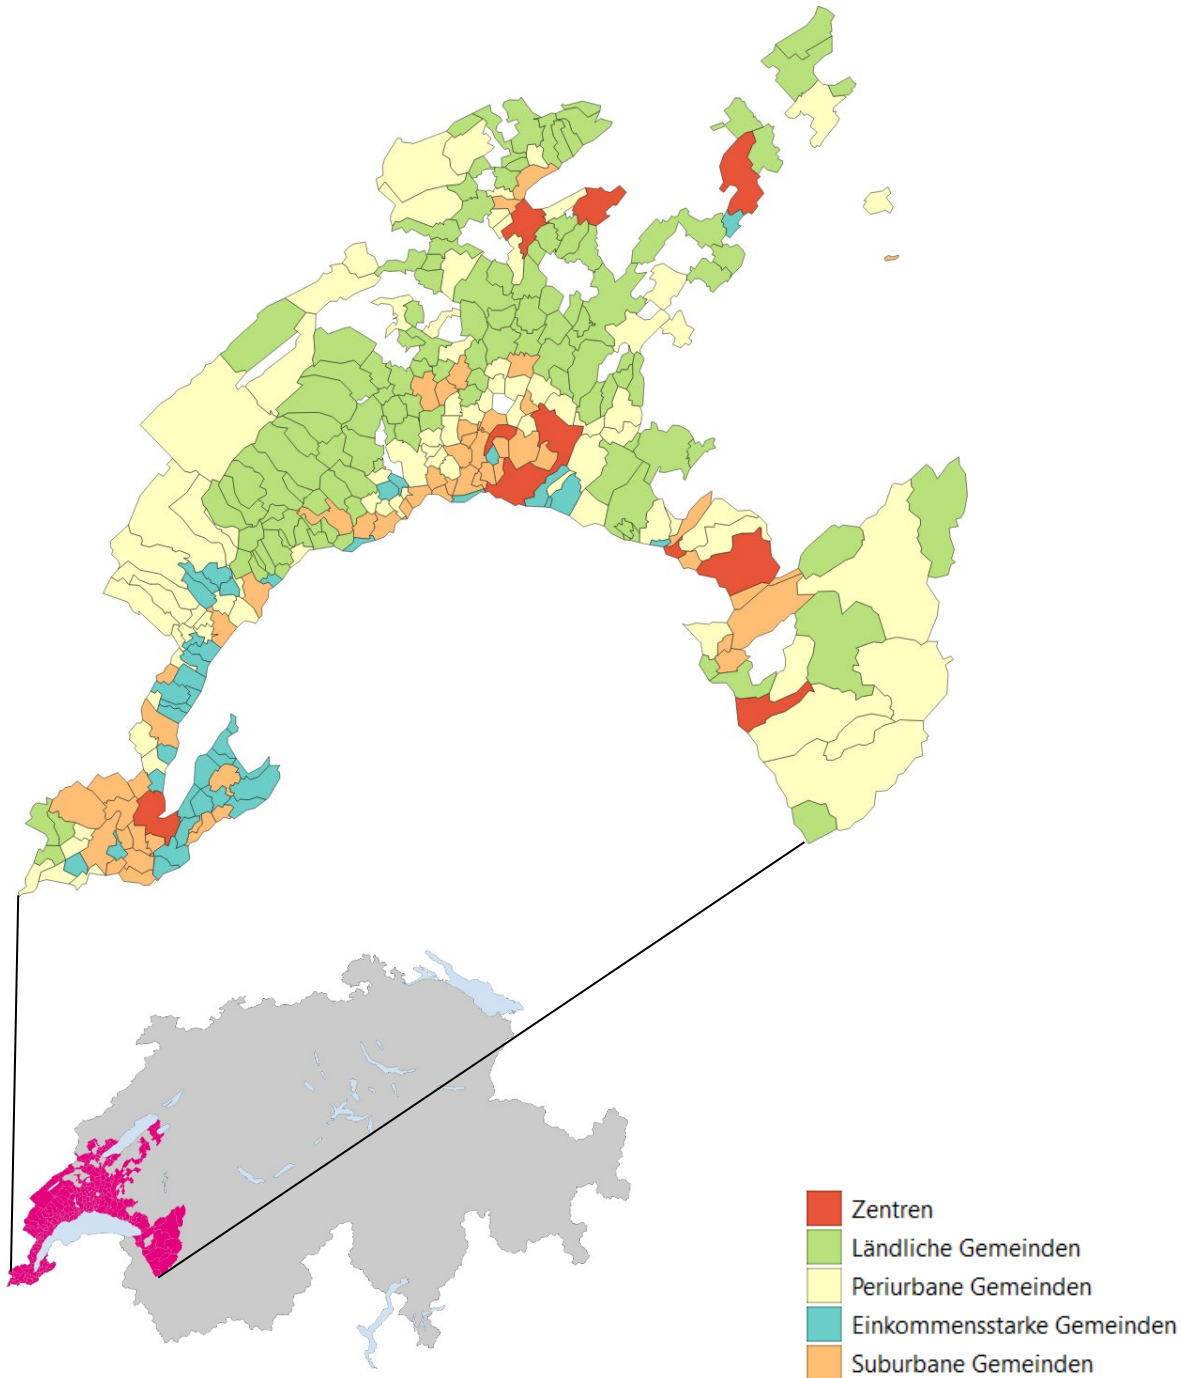 Zentren
Ländliche Gemeinden
Periurbane Gemeinden
Einkommensstarke Gemeinden
Suburbane Gemeinden